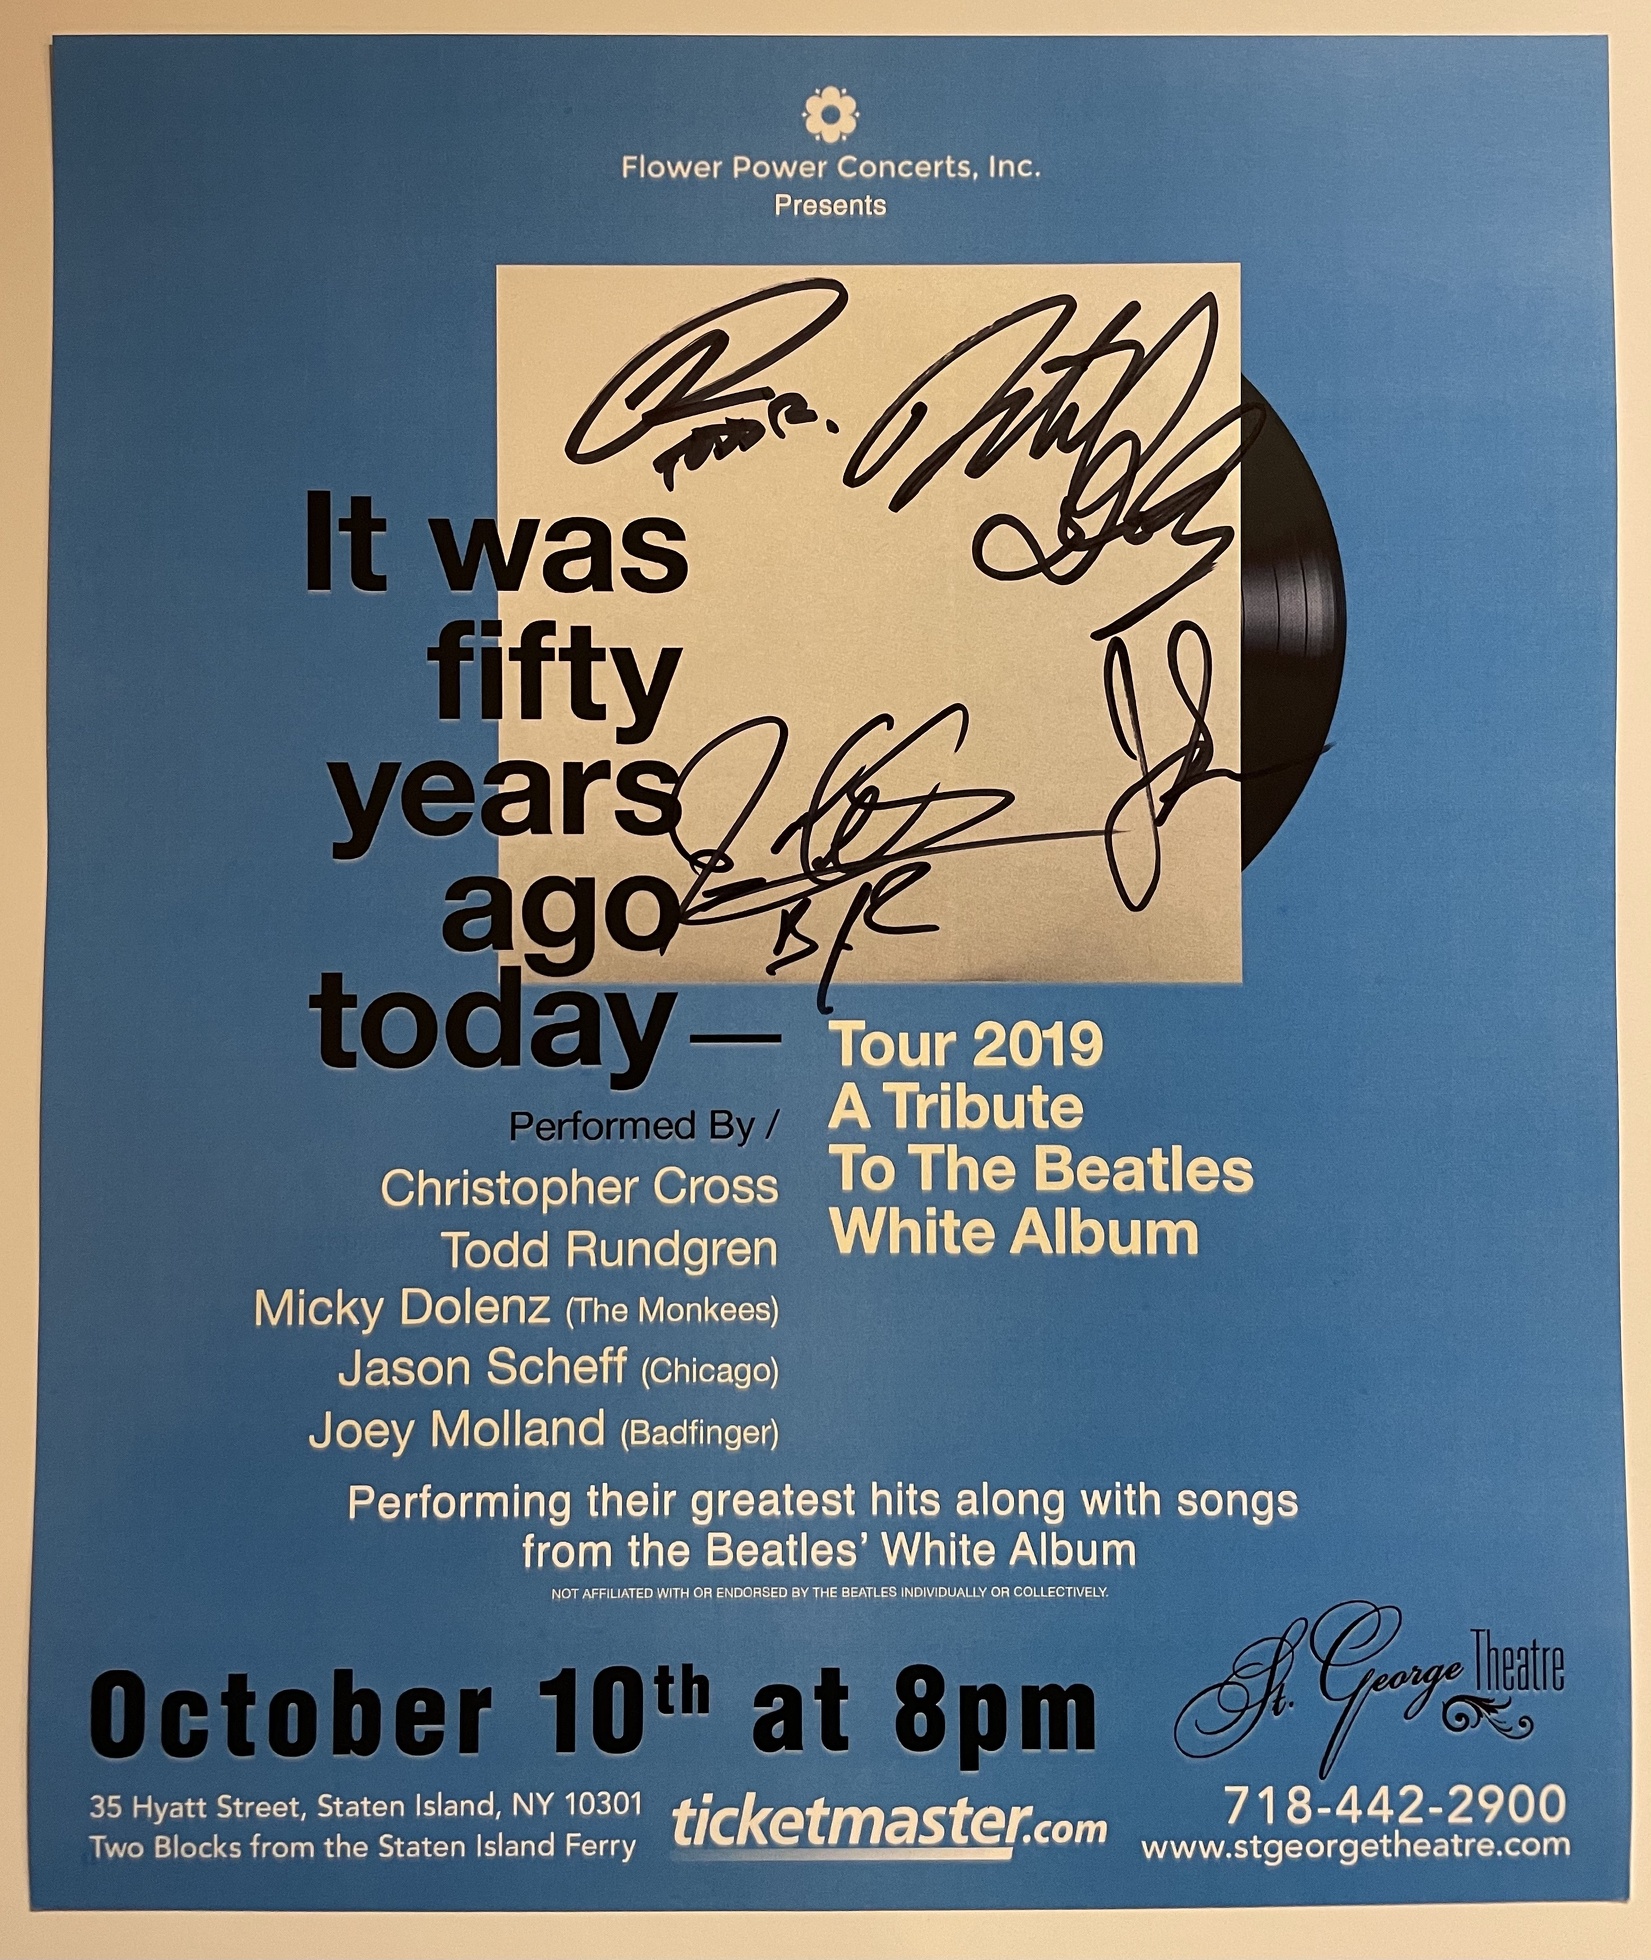 Flower Power Concerts, Inc.
Presents
TODD R.
It was
fifty
years
ago
today—
B.F.
Tour 2019
A Tribute
To The Beatles
White Album
Performed By /
Christopher Cross
Todd Rundgren
Micky Dolenz (The Monkees)
Jason Scheff (Chicago)
Joey Molland (Badfinger)
Performing their greatest hits along with songs
from the Beatles’ White Album
NOT AFFILIATED WITH OR ENDORSED BY THE BEATLES INDIVIDUALLY OR COLLECTIVELY.
October 10th at 8pm
St. George Theatre
35 Hyatt Street, Staten Island, NY 10301
Two Blocks from the Staten Island Ferry
ticketmaster.com
718-442-2900
www.stgeorgetheatre.com